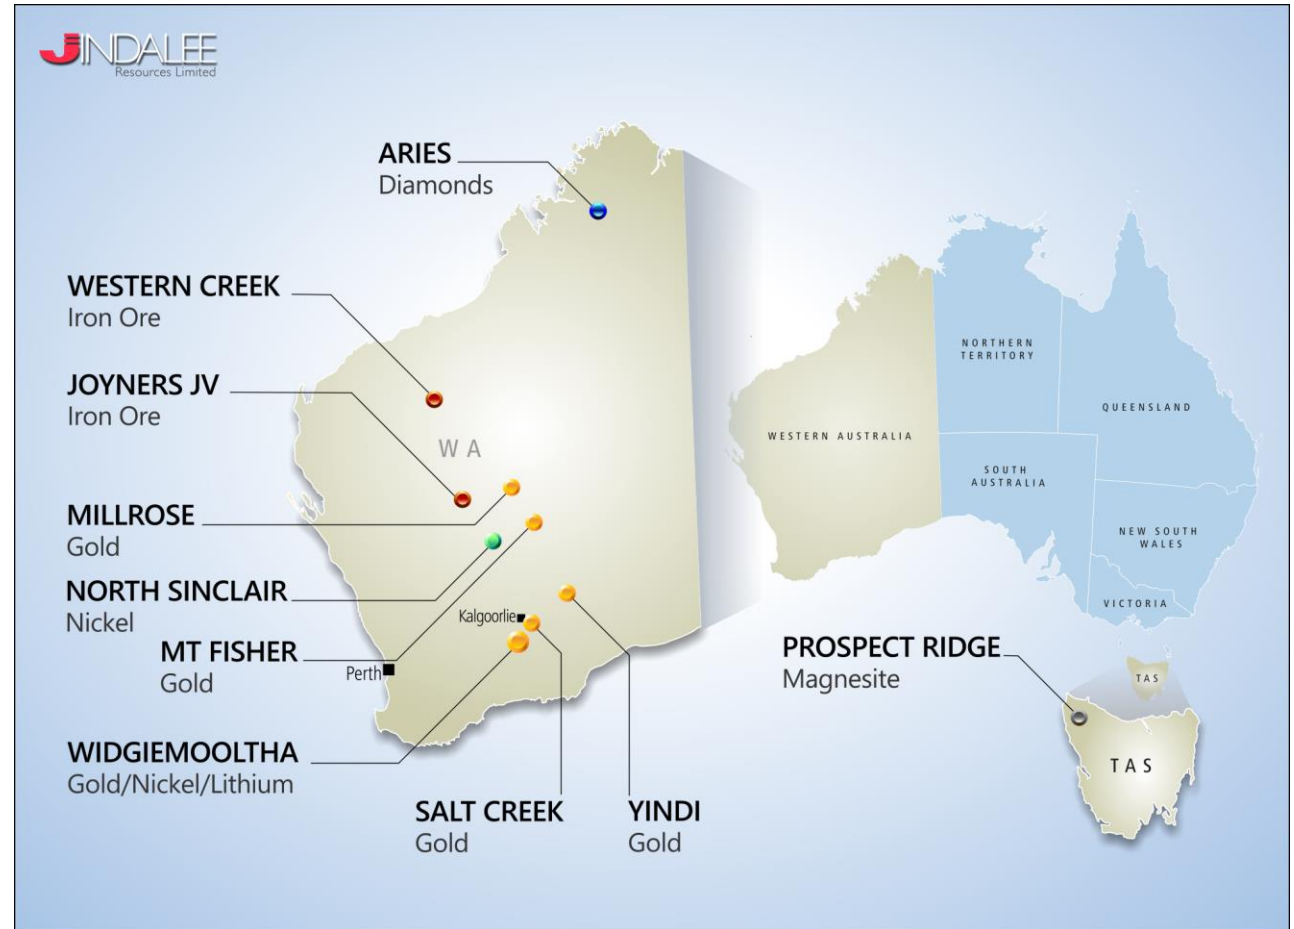 JINDALEE
Resources Limited
ARIES
Diamonds
WESTERN CREEK
Iron Ore
JOYNERS JV
Iron Ore
WA
MILLROSE
Gold
NORTH SINCLAIR
Nickel
Kalgoorlie
MT FISHER
Gold
Perth
WIDGIEMOOLTHA
Gold/Nickel/Lithium
SALT CREEK
Gold
YINDI
Gold
NORTHERN
TERRITORY
QUEENSLAND
WESTERN AUSTRALIA
SOUTH
AUSTRALIA
NEW SOUTH
WALES
VICTORIA
PROSPECT RIDGE
Magnesite
TAS
TAS